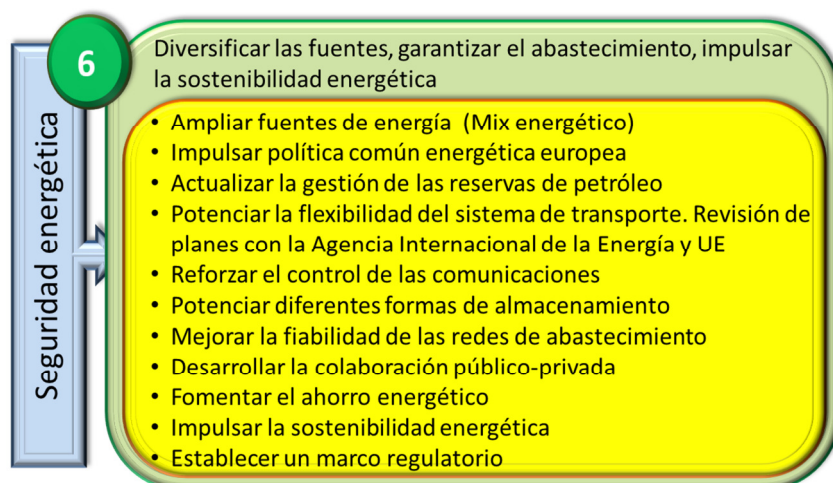 6
Diversificar las fuentes, garantizar el abastecimiento, impulsar
la sostenibilidad energética
Seguridad energética
• Ampliar fuentes de energía (Mix energético)
• Impulsar política común energética europea
• Actualizar la gestión de las reservas de petróleo
• Potenciar la flexibilidad del sistema de transporte. Revisión de
planes con la Agencia Internacional de la Energía y UE
• Reforzar el control de las comunicaciones
• Potenciar diferentes formas de almacenamiento
• Mejorar la fiabilidad de las redes de abastecimiento
• Desarrollar la colaboración público-privada
• Fomentar el ahorro energético
• Impulsar la sostenibilidad energética
• Establecer un marco regulatorio